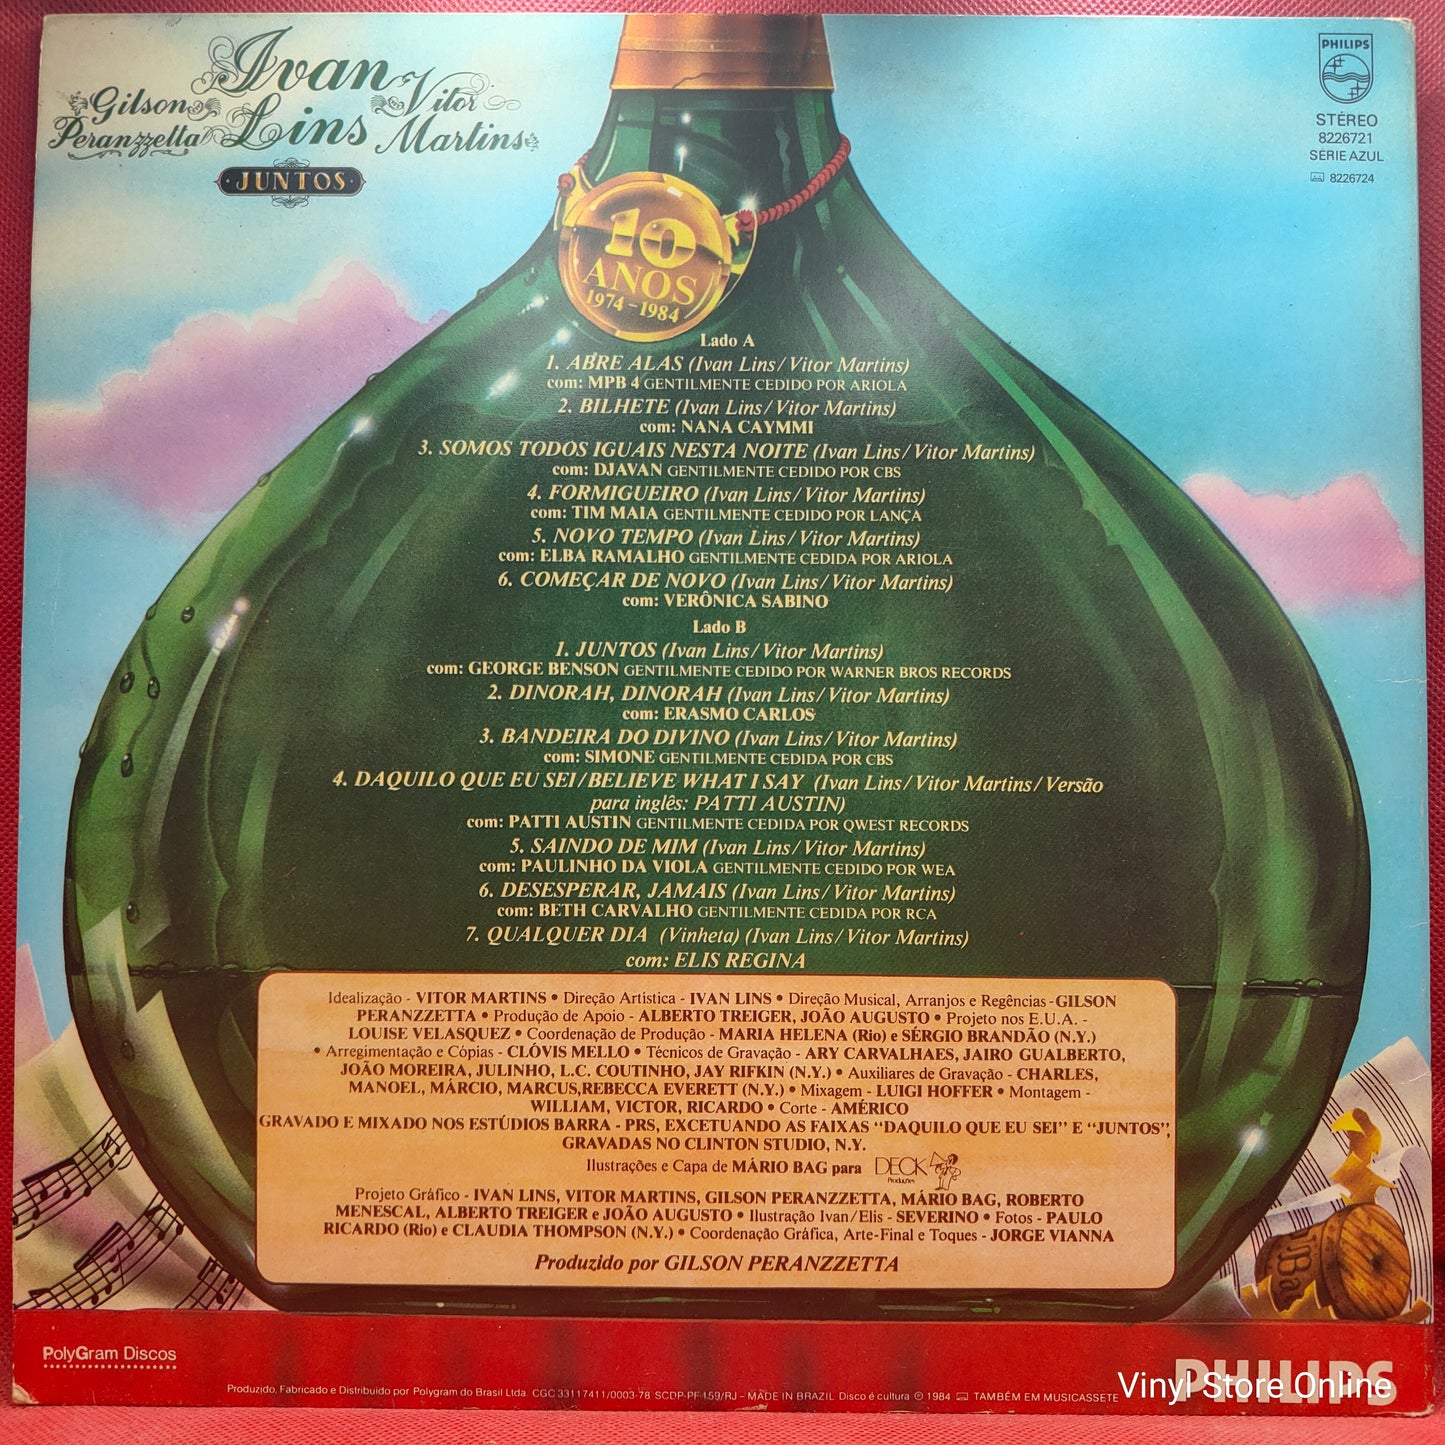 Gilson Peranzzetta
Ivan Lins
Vitor Martins
JUNTOS
PHILIPS
STÉREO
8226721
SÉRIE AZUL
8226724
10
ANOS
1974-1984
Lado A
1. ABRE ALAS (Ivan Lins/Vitor Martins)
com: MPB 4 GENTILMENTE CEDIDO POR ARIOLA
2. BILHETE (Ivan Lins/Vitor Martins)
com: NANA CAYMMI
3. SOMOS TODOS IGUAIS NESTA NOITE (Ivan Lins/Vitor Martins)
com: DJAVAN GENTILMENTE CEDIDO POR CBS
4. FORMIGUEIRO (Ivan Lins/Vitor Martins)
com: TIM MAIA GENTILMENTE CEDIDO POR LANÇA
5. NOVO TEMPO (Ivan Lins/Vitor Martins)
com: ELBA RAMALHO GENTILMENTE CEDIDA POR ARIOLA
6. COMEÇAR DE NOVO (Ivan Lins/Vitor Martins)
com: VERÔNICA SABINO
Lado B
1. JUNTOS (Ivan Lins/Vitor Martins)
com: GEORGE BENSON GENTILMENTE CEDIDO POR WARNER BROS RECORDS
2. DINORAH, DINORAH (Ivan Lins/Vitor Martins)
com: ERASMO CARLOS
3. BANDEIRA DO DIVINO (Ivan Lins/Vitor Martins)
com: SIMONE GENTILMENTE CEDIDA POR CBS
4. DAQUILO QUE EU SEI/BELIEVE WHAT I SAY (Ivan Lins/Vitor Martins/Versão
para inglês: PATTI AUSTIN)
com: PATTI AUSTIN GENTILMENTE CEDIDA POR QWEST RECORDS
5. SAINDO DE MIM (Ivan Lins/Vitor Martins)
com: PAULINHO DA VIOLA GENTILMENTE CEDIDO POR WEA
6. DESESPERAR, JAMAIS (Ivan Lins/Vitor Martins)
com: BETH CARVALHO GENTILMENTE CEDIDA POR RCA
7. QUALQUER DIA (Vinheta) (Ivan Lins/Vitor Martins)
com: ELIS REGINA
Idealização - VITOR MARTINS • Direção Artística - IVAN LINS • Direção Musical, Arranjos e Regências - GILSON
PERANZZETTA • Produção de Apoio - ALBERTO TREIGER, JOÃO AUGUSTO • Projeto nos E.U.A. -
LOUISE VELASQUEZ • Coordenação de Produção - MARIA HELENA (Rio) e SÉRGIO BRANDÃO (N.Y.)
• Arregimentação e Cópias - CLÓVIS MELLO • Técnicos de Gravação - ARY CARVALHAES, JAIRO GUALBERTO,
JOÃO MOREIRA, JULINHO, L.C. COUTINHO, JAY RIFKIN (N.Y.) • Auxiliares de Gravação - CHARLES,
MANOEL, MÁRCIO, MARCUS,REBECCA EVERETT (N.Y.) • Mixagem - LUIGI HOFFER • Montagem -
WILLIAM, VICTOR, RICARDO • Corte - AMÉRICO
GRAVADO E MIXADO NOS ESTÚDIOS BARRA - PRS, EXCETUANDO AS FAIXAS "DAQUILO QUE EU SEI" E "JUNTOS",
GRAVADAS NO CLINTON STUDIO, N.Y.
Ilustrações e Capa de MÁRIO BAG para DECK Produções
Projeto Gráfico - IVAN LINS, VITOR MARTINS, GILSON PERANZZETTA, MÁRIO BAG, ROBERTO
MENESCAL, ALBERTO TREIGER e JOÃO AUGUSTO • Ilustração Ivan/Elis - SEVERINO • Fotos - PAULO
RICARDO (Rio) e CLAUDIA THOMPSON (N.Y.) • Coordenação Gráfica, Arte-Final e Toques - JORGE VIANNA
Produzido por GILSON PERANZZETTA
PolyGram Discos
Produzido, Fabricado e Distribuido por Polygram do Brasil Ltda. CGC 33117411/0003-78 SCDP-PF 159/RJ - MADE IN BRAZIL Disco é cultura ℗ 1984 TAMBÉM EM MUSICASSETE
PHILIPS
Vinyl Store Online